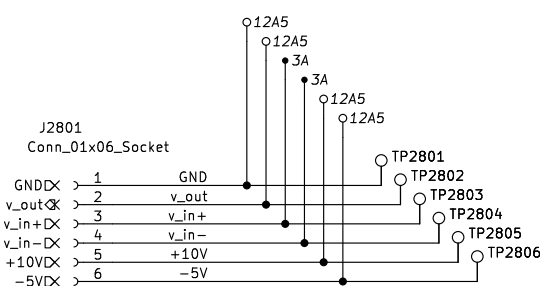 12A5
12A5
3A
3A
12A5
12A5
J2801
Conn_01x06_Socket
TP2801
TP2802
TP2803
TP2804
TP2805
TP2806
GND 1 GND
v_out 2 v_out
v_in+ 3 v_in+
v_in- 4 v_in-
+10V 5 +10V
-5V 6 -5V